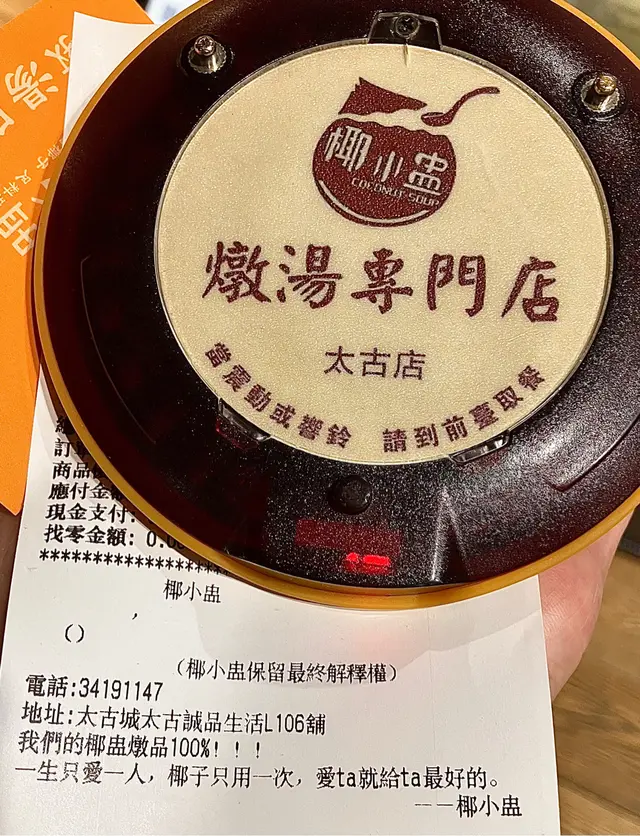 椰小盅
COCONUT SOUP
燉湯專門店
太古店
當震動或響鈴 請到前臺取餐
商品
應付金
現金支付:
找零金額: 0.0
********************
椰小盅
,
()
(椰小盅保留最終解釋權)
電話:34191147
地址:太古城太古誠品生活L106舖
我們的椰盅燉品100%!!!
一生只愛一人，椰子只用一次，愛ta就給ta最好的。
——椰小盅